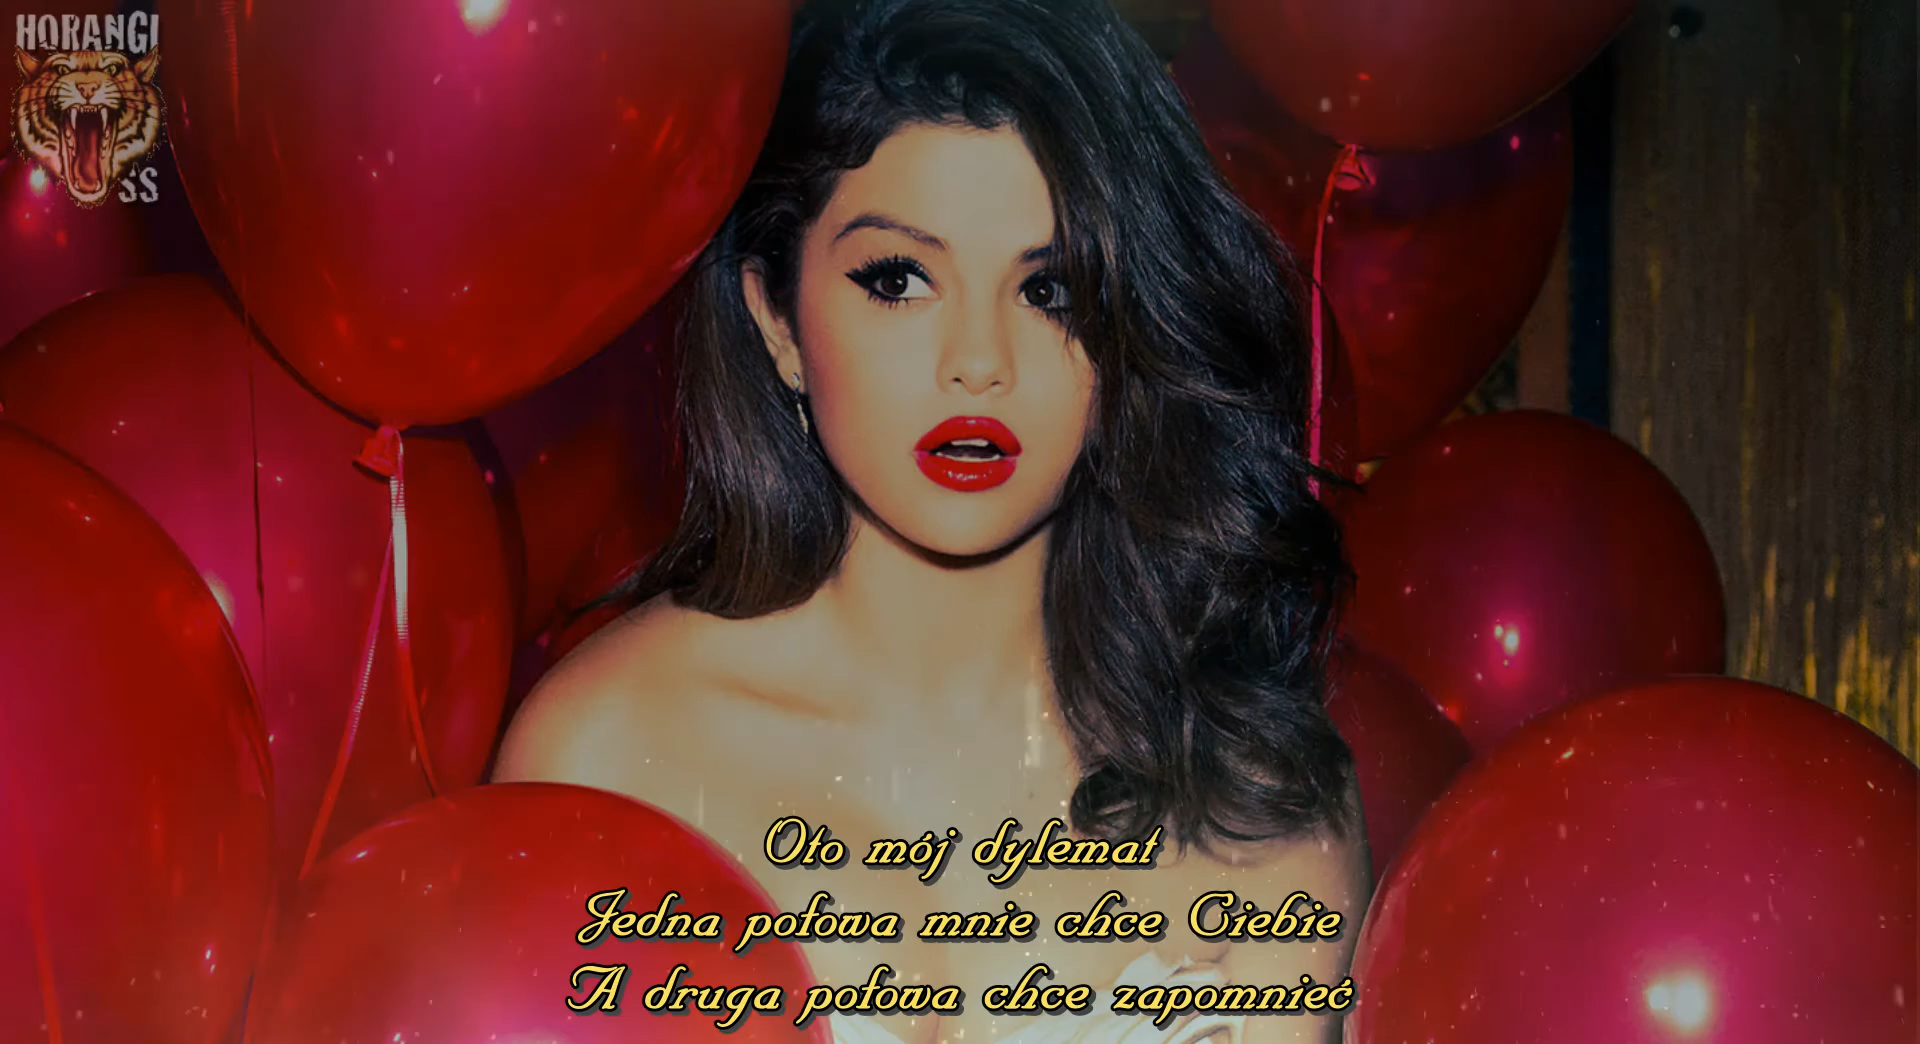 HORANGI
SS
Oto mój dylemat
Jedna połowa mnie chce Ciebie
A druga połowa chce zapomnieć